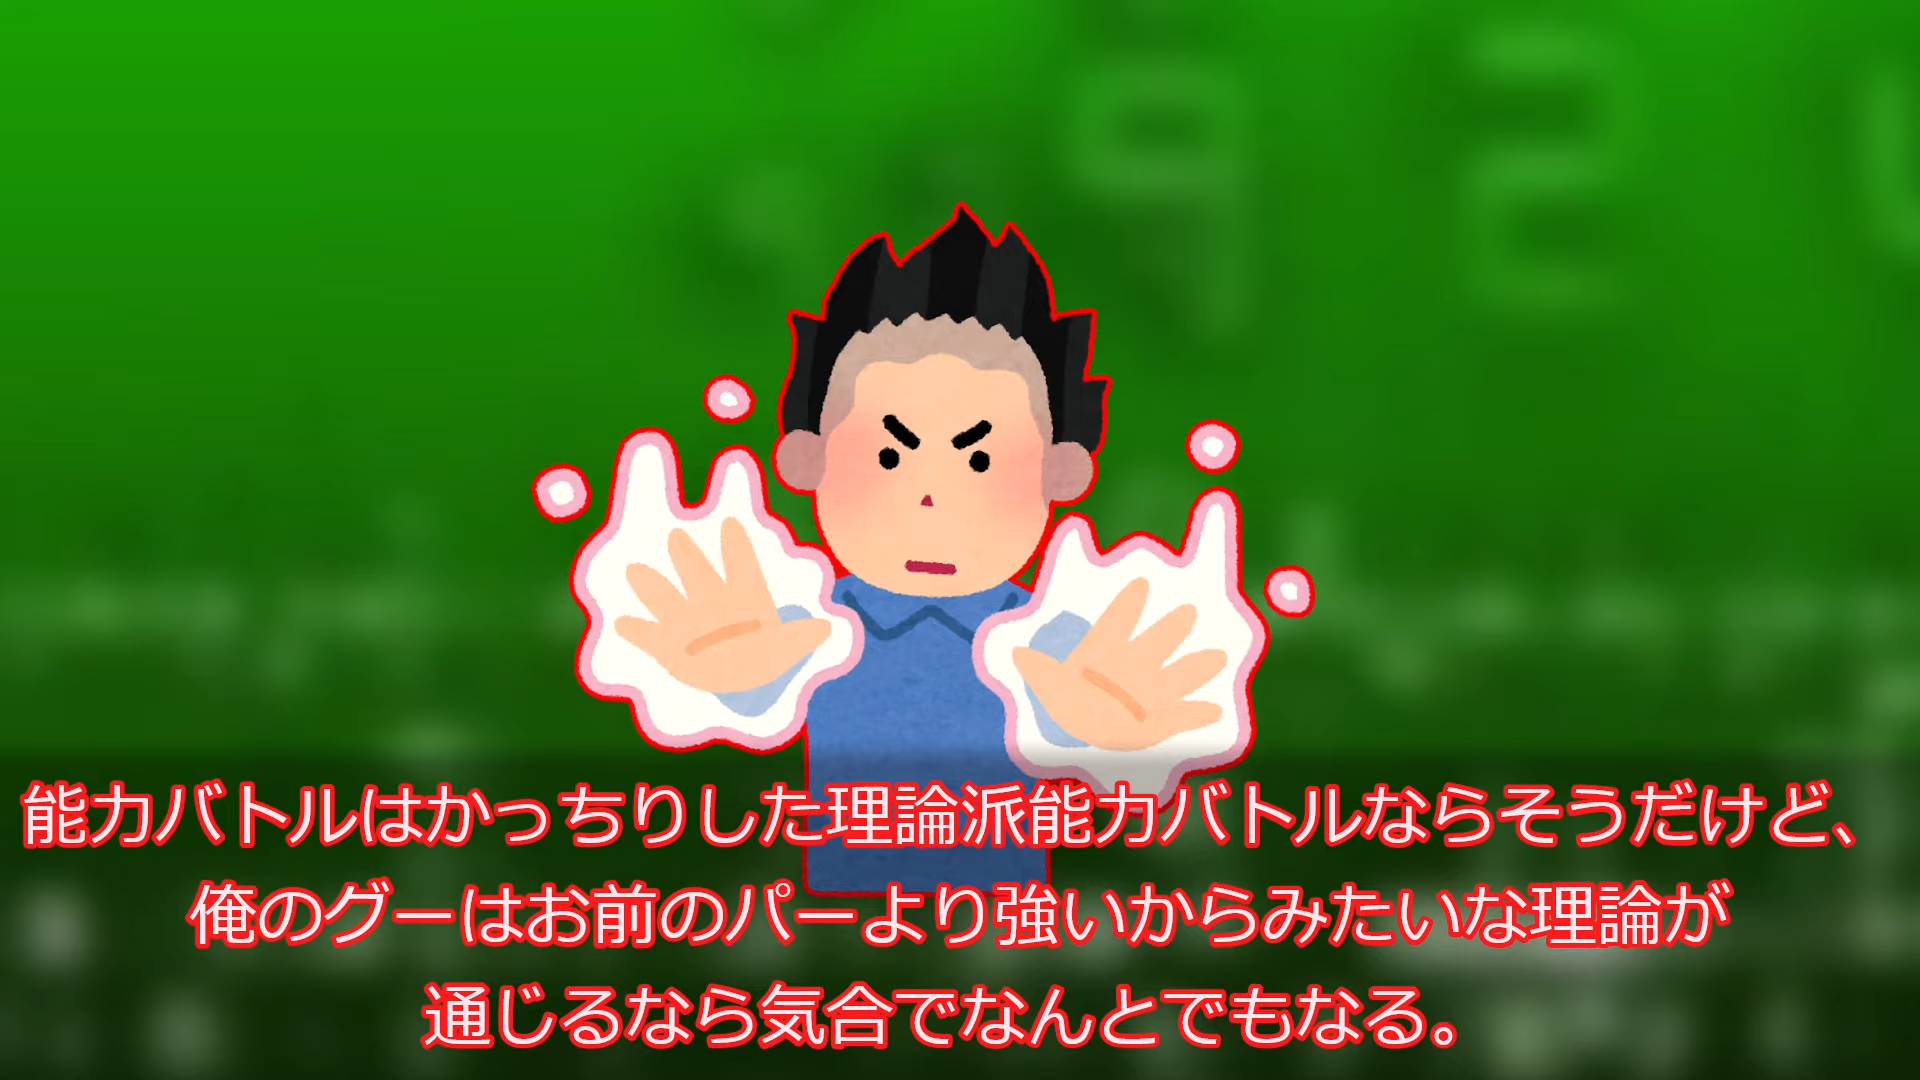 能力バトルはかっちりした理論派能力バトルならそうだけど、
俺のグーはお前のパーより強いからみたいな理論が
通じるなら気合でなんとでもなる。